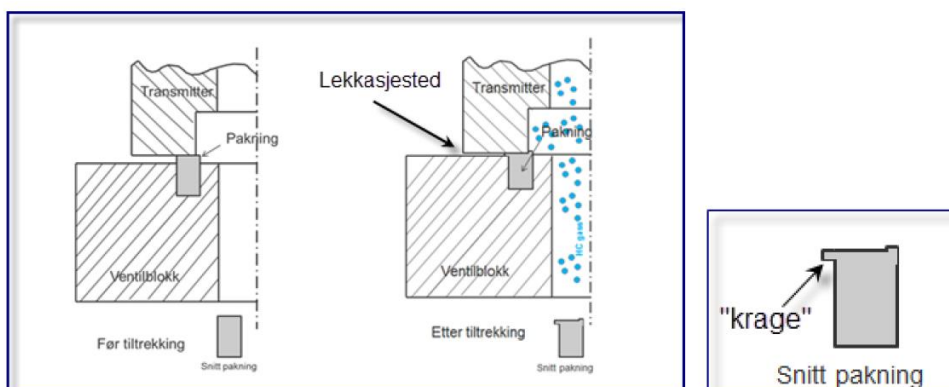 Transmitter
Pakning
Ventilblokk
Før tiltrekking
Snitt pakning
Lekkasjested
Transmitter
Pakning
HC gass
Ventilblokk
Etter tiltrekking
Snitt pakning
"krage"
Snitt pakning